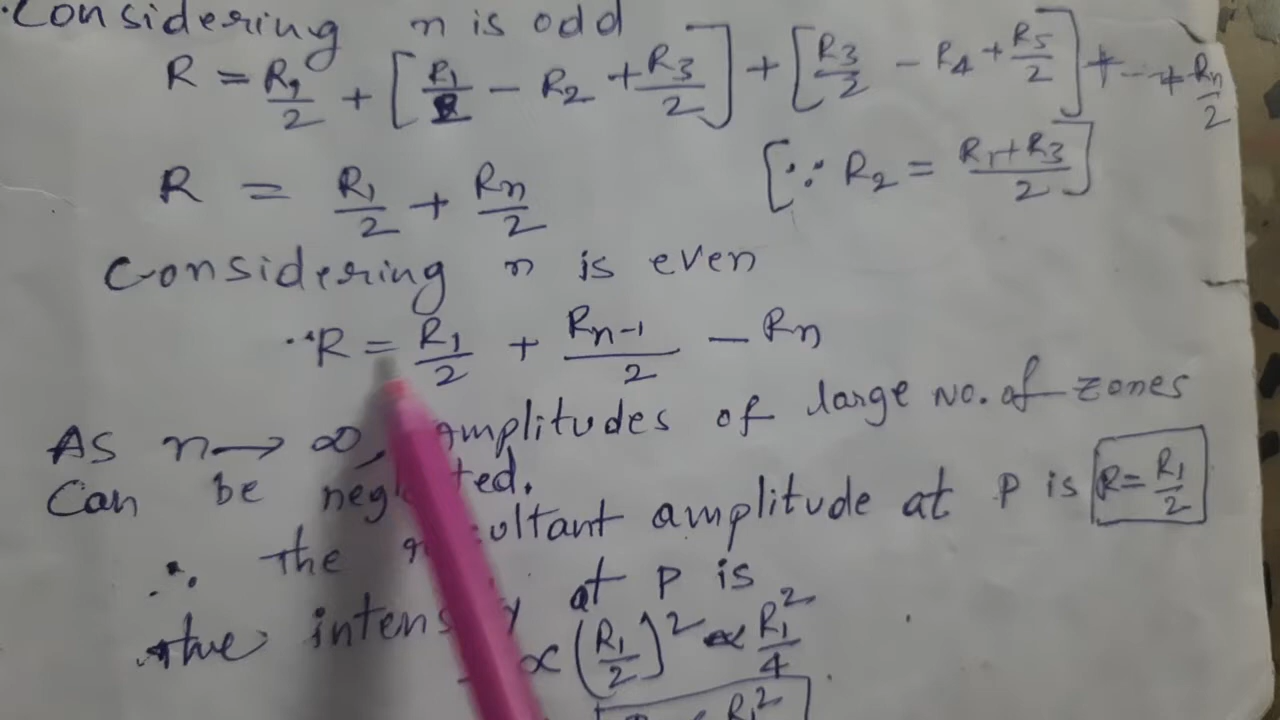 Considering n is odd
R = R1/2 + [R1/2 - R2 + R3/2] + [R3/2 - R4 + R5/2] + --- + Rn/2
R = R1/2 + Rn/2 [∵ R2 = R1+R3/2]
Considering n is even
∴ R = R1/2 + Rn-1/2 - Rn
As n → ∞, amplitudes of large No. of zones
Can be neglected.
∴ the resultant amplitude at P is R = R1/2
the intensity at P is
∝ (R1/2)² ∝ R1²/4
R1²